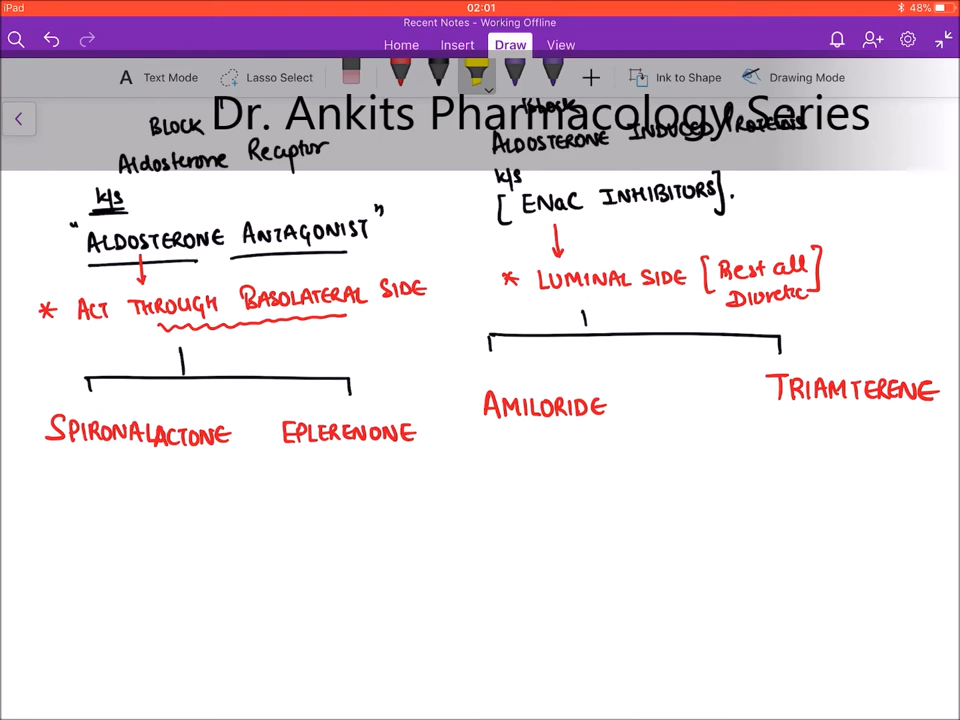 iPad 02:01 48%
Recent Notes - Working Offline
Home Insert Draw View
A Text Mode Lasso Select Ink to Shape Drawing Mode
Dr. Ankits Pharmacology Series
BLOCK
Aldosterone Receptor
k/s
"ALDOSTERONE ANTAGONIST"
* ACT THROUGH BASOLATERAL SIDE
SPIRONALACTONE EPLERENONE
Block
ALDOSTERONE INDUCED PROTEINS
k/s
[ENaC INHIBITORS].
* LUMINAL SIDE [Rest all
Diuretic]
AMILORIDE TRIAMTERENE